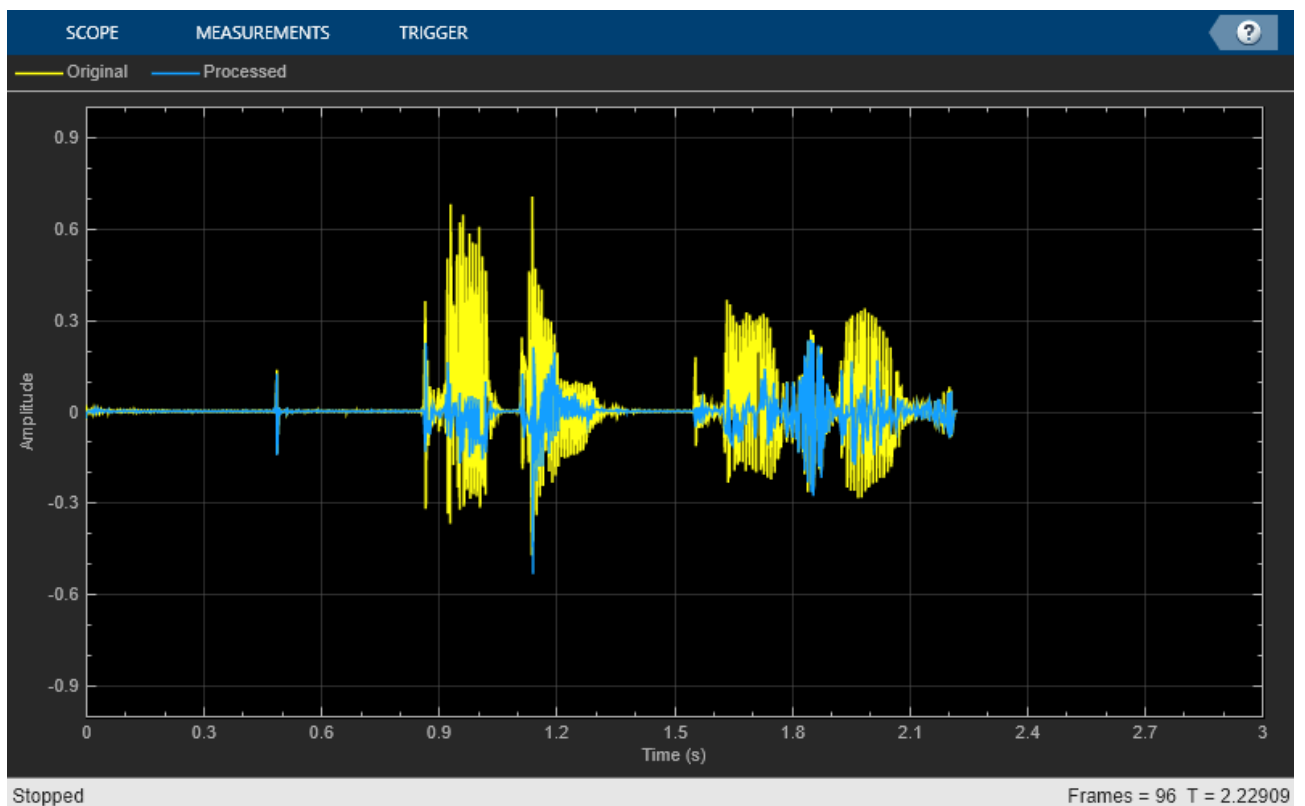 SCOPE MEASUREMENTS TRIGGER ?
Original Processed
0.9
0.6
0.3
0
-0.3
-0.6
-0.9
Amplitude
0 0.3 0.6 0.9 1.2 1.5 1.8 2.1 2.4 2.7 3
Time (s)
Stopped Frames = 96 T = 2.22909